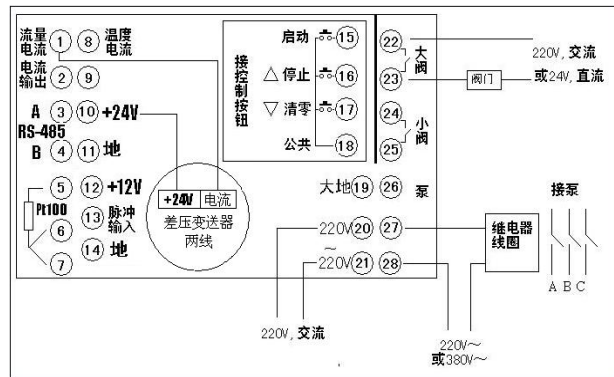 流量 ① ⑧ 温度
电流 电流
电流 ② ⑨
输出
A ③ ⑩ +24V
RS-485
B ④ ⑪ 地
⑤ ⑫ +12V
Pt100
⑥ ⑬ 脉冲
输入
⑦ ⑭ 地
+24V 电流
差压变送器
两线
接控制按钮
启动 ⑮
△ 停止 ⑯
▽ 清零 ⑰
公共 ⑱
大地 ⑲ ㉖ 泵
220V ⑳ ㉗
~
220V ㉑ ㉘
㉒ 大阀
㉓
㉔ 小阀
㉕
220V, 交流
阀门 或24V, 直流
接泵
继电器
线圈
A B C
220V, 交流
220V~
或380V~